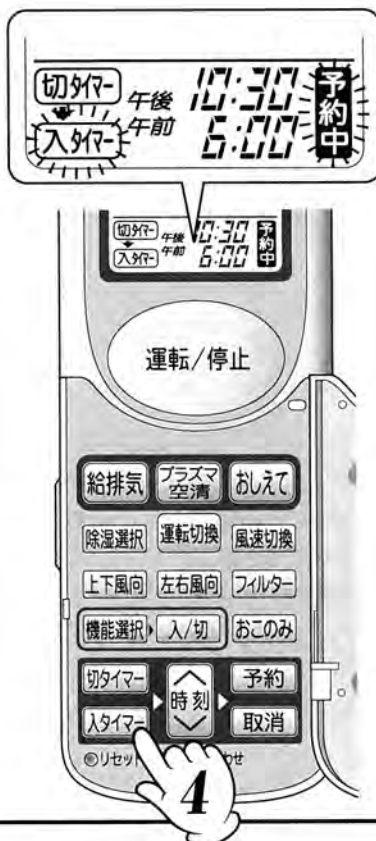 切タイマー 午後 10:30 予約中
入タイマー 午前 6:00
切タイマー 午後 10:30 予約中
入タイマー 午前 6:00
運転/停止
給排気 プラズマ空清 おしえて
除湿選択 運転切換 風速切換
上下風向 左右風向 フィルター
機能選択 入/切 おこのみ
切タイマー 時刻 予約
入タイマー 取消
リセット わせ
4